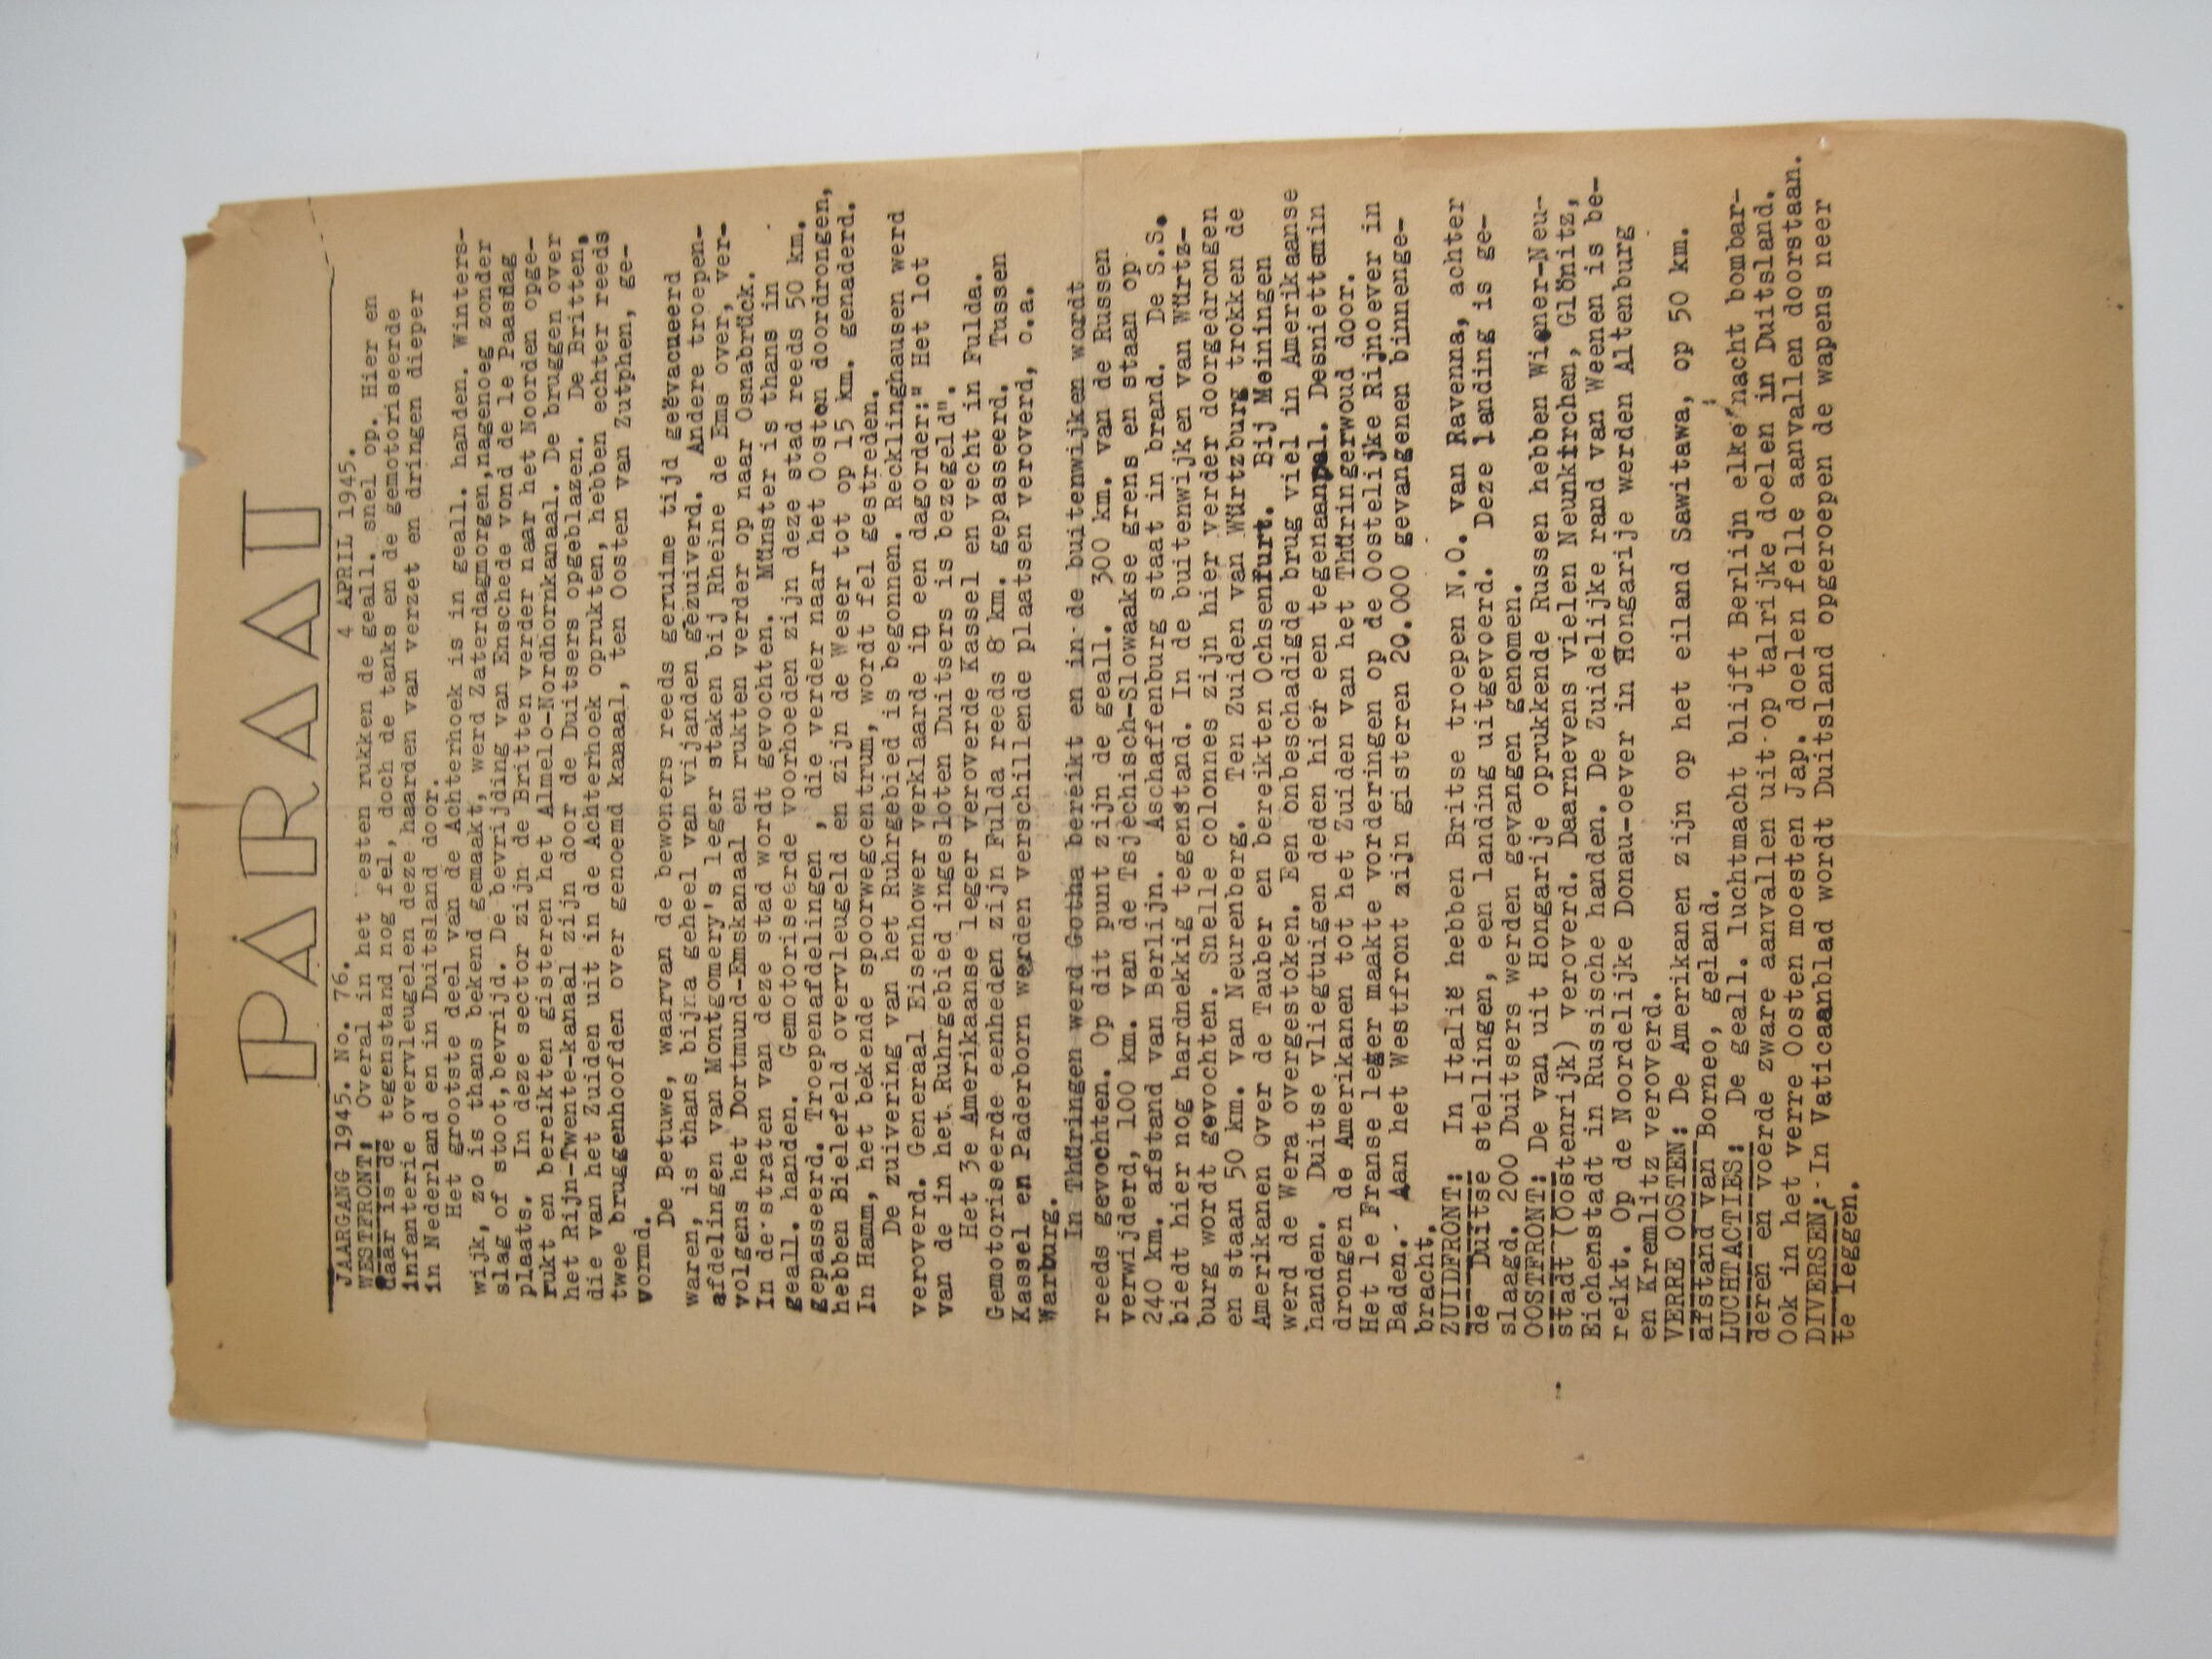 PARAAT
JAARGANG 1945. No. 76. 4 APRIL 1945.
WESTFRONT: Overal in het Westen rukken de geall. snel op. Hier en
daar is de tegenstand nog fel, doch de tanks en de gemotoriseerde
infanterie overvleugelen deze haarden van verzet en dringen dieper
in Nederland en in Duitsland door.
Het grootste deel van de Achterhoek is in geall. handen. Winters-
wijk, zo is thans bekend gemaakt, werd Zaterdagmorgen,nagenoeg zonder
slag of stoot,bevrijd. De bevrijding van Enschede vond de le Paasdag
plaats. In deze sector zijn de Britten verder naar het Noorden opge-
rukt en bereikten gisteren het Almelo-Nordhornkanaal. De bruggen over
het Rijn-Twente-kanaal zijn door de Duitsers opgeblazen. De Britten,
die van het Zuiden uit in de Achterhoek oprukten, hebben echter reeds
twee bruggenhoofden over genoemd kanaal, ten Oosten van Zutphen, ge-
vormd.
De Betuwe, waarvan de bewoners reeds geruime tijd geëvacueerd
waren, is thans bijna geheel van vijanden gezuiverd. Andere troepen-
afdelingen van Montgomery's leger staken bij Rheine de Ems over, ver-
volgens het Dortmund-Emskanaal en rukten verder op naar Osnabrück.
In de straten van deze stad wordt gevochten. Münster is thans in
geall. handen. Gemotoriseerde voorhoeden zijn deze stad reeds 50 km.
gepasseerd. Troepenafdelingen , die verder naar het Oosten doordrongen,
hebben Bielefeld overvleugeld en zijn de Weser tot op 15 km. genaderd.
In Hamm, het bekende spoorwegcentrum, wordt fel gestreden.
De zuivering van het Ruhrgebied is begonnen. Recklinghausen werd
veroverd. Generaal Eisenhower verklaarde in een dagorder:" Het lot
van de in het Ruhrgebied ingesloten Duitsers is bezegeld".
Het 3e Amerikaanse leger veroverde Kassel en vecht in Fulda.
Gemotoriseerde eenheden zijn Fulda reeds 8 km. gepasseerd. Tussen
Kassel en Paderborn werden verschillende plaatsen veroverd, o.a.
Warburg.
In Thüringen werd Gotha bereikt en in de buitenwijken wordt
reeds gevochten. Op dit punt zijn de geall. 300 km. van de Russen
verwijderd, 100 km. van de Tsjechisch-Slowaakse grens en staan op
240 km. afstand van Berlijn. Aschaffenburg staat in brand. De S.S.
biedt hier nog hardnekkig tegenstand. In de buitenwijken van Würtz-
burg wordt gevochten. Snelle colonnes zijn hier verder doorgedrongen
en staan 50 km. van Neurenberg. Ten Zuiden van Würtzburg trokken de
Amerikanen over de Tauber en bereikten Ochsenfurt. Bij Meinningen
werd de Wera overgestoken. Een onbeschadigde brug viel in Amerikaanse
handen. Duitse vliegtuigen deden hier een tegenaanval. Desniettemin
drongen de Amerikanen tot het Zuiden van het Thüringerwoud door.
Het le Franse leger maakte vorderingen op de Oostelijke Rijnoever in
Baden. Aan het Westfront zijn gisteren 20.000 gevangenen binnenge-
bracht.
ZUIDFRONT: In Italië hebben Britse troepen N.O. van Ravenna, achter
de Duitse stellingen, een landing uitgevoerd. Deze landing is ge-
slaagd. 200 Duitsers werden gevangen genomen.
OOSTFRONT: De van uit Hongarije oprukkende Russen hebben Wiener-Neu-
stadt (Oostenrijk) veroverd. Daarnevens vielen Neunkirchen, Glönitz,
Eichenstadt in Russische handen. De Zuidelijke rand van Weenen is be-
reikt. Op de Noordelijke Donau-oever in Hongarije werden Altenburg
en Kremlitz veroverd.
VERRE OOSTEN: De Amerikanen zijn op het eiland Sawitawa, op 50 km.
afstand van Borneo, geland.
LUCHTACTIES: De geall. luchtmacht blijft Berlijn elke nacht bombar-
deren en voerde zware aanvallen uit op talrijke doelen in Duitsland.
Ook in het verre Oosten moesten Jap. doelen felle aanvallen doorstaan.
DIVERSEN: In Vaticaanblad wordt Duitsland opgeroepen de wapens neer
te leggen.